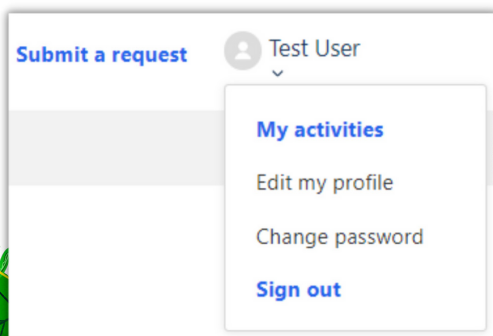 Submit a request
Test User
My activities
Edit my profile
Change password
Sign out